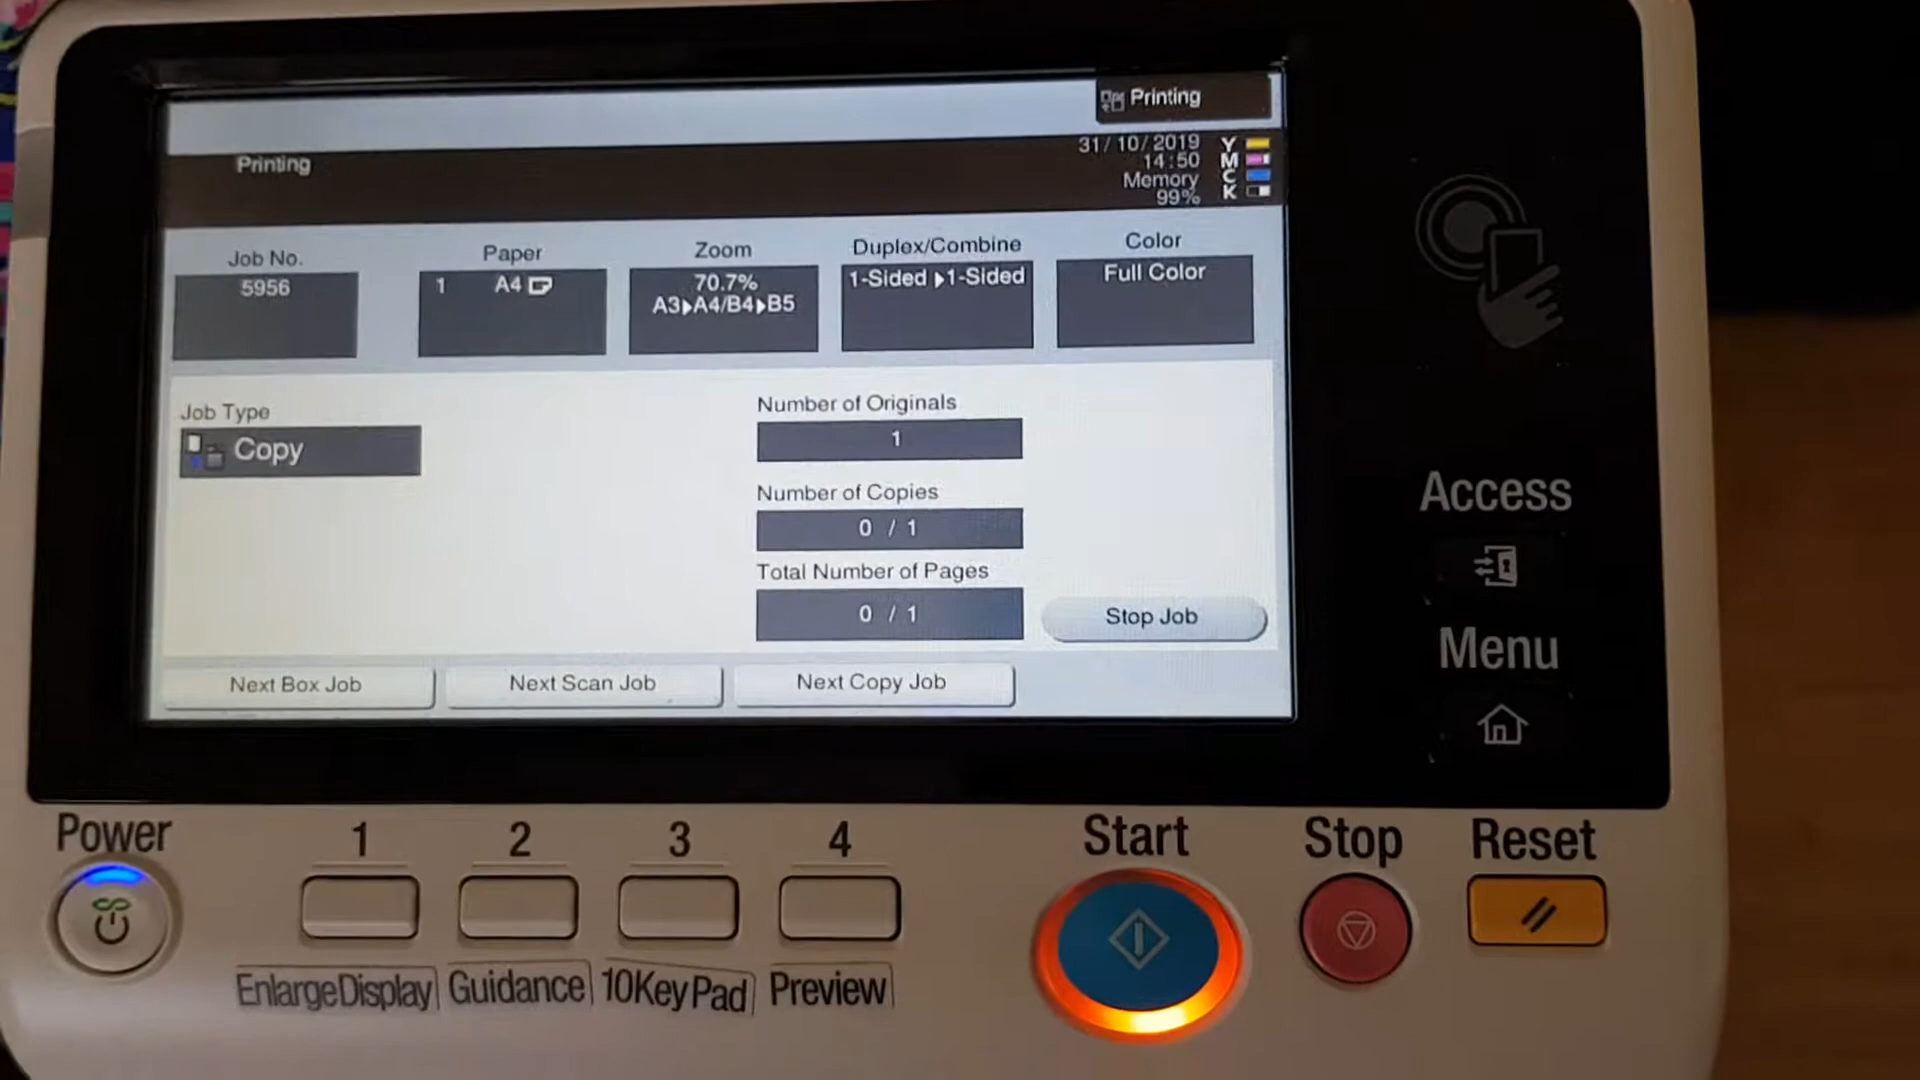 Printing
Printing
31/10/2019
14:50
Memory
99%
Y
M
C
K
Job No.
5956
Paper
1 A4
Zoom
70.7%
A3▶A4/B4▶B5
Duplex/Combine
1-Sided ▶1-Sided
Color
Full Color
Job Type
Copy
Number of Originals
1
Number of Copies
0 / 1
Total Number of Pages
0 / 1
Stop Job
Next Box Job
Next Scan Job
Next Copy Job
Access
Menu
Power
1
2
3
4
Start
Stop
Reset
EnlargeDisplay
Guidance
10KeyPad
Preview